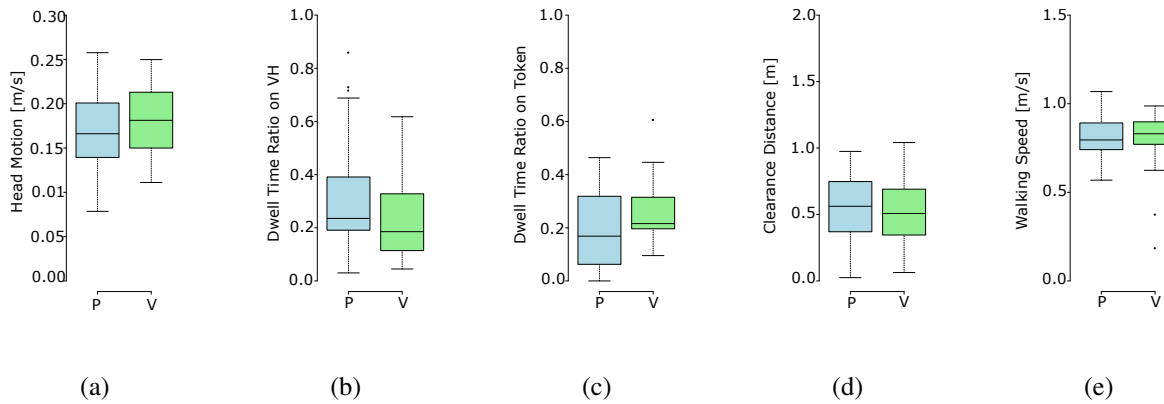 Head Motion [m/s]
0.30
0.25
0.20
0.15
0.01
0.05
0.00
P V
(a)
Dwell Time Ratio on VH
1.0
0.8
0.6
0.4
0.2
0.0
P V
(b)
Dwell Time Ratio on Token
1.0
0.8
0.6
0.4
0.2
0.0
P V
(c)
Clearance Distance [m]
2.0
1.5
1.0
0.5
0.0
P V
(d)
Walking Speed [m/s]
1.5
1.0
0.5
0.0
P V
(e)